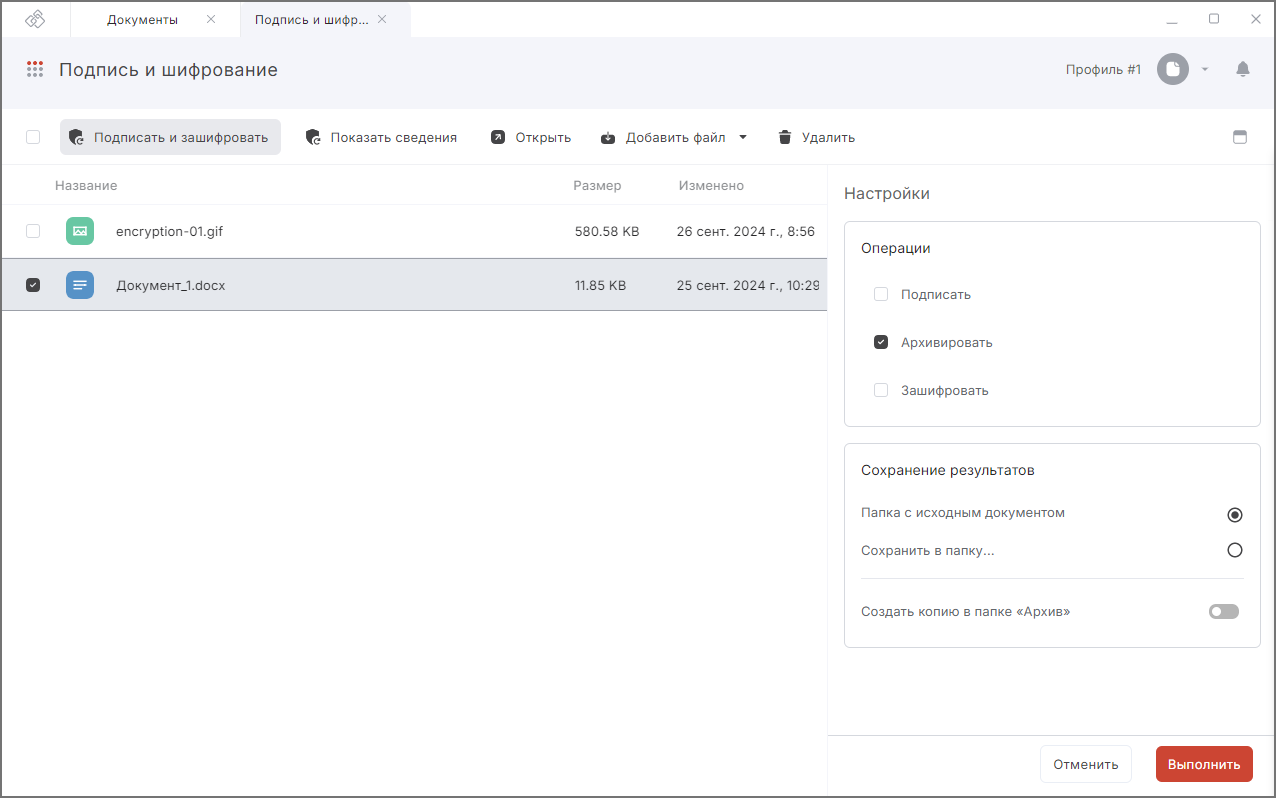 Документы
Подпись и шифр...
Подпись и шифрование
Профиль #1
Подписать и зашифровать
Показать сведения
Открыть
Добавить файл
Удалить
Название Размер Изменено
encryption-01.gif 580.58 KB 26 сент. 2024 г., 8:56
Документ_1.docx 11.85 KB 25 сент. 2024 г., 10:29
Настройки
Операции
Подписать
Архивировать
Зашифровать
Сохранение результатов
Папка с исходным документом
Сохранить в папку...
Создать копию в папке «Архив»
Отменить
Выполнить